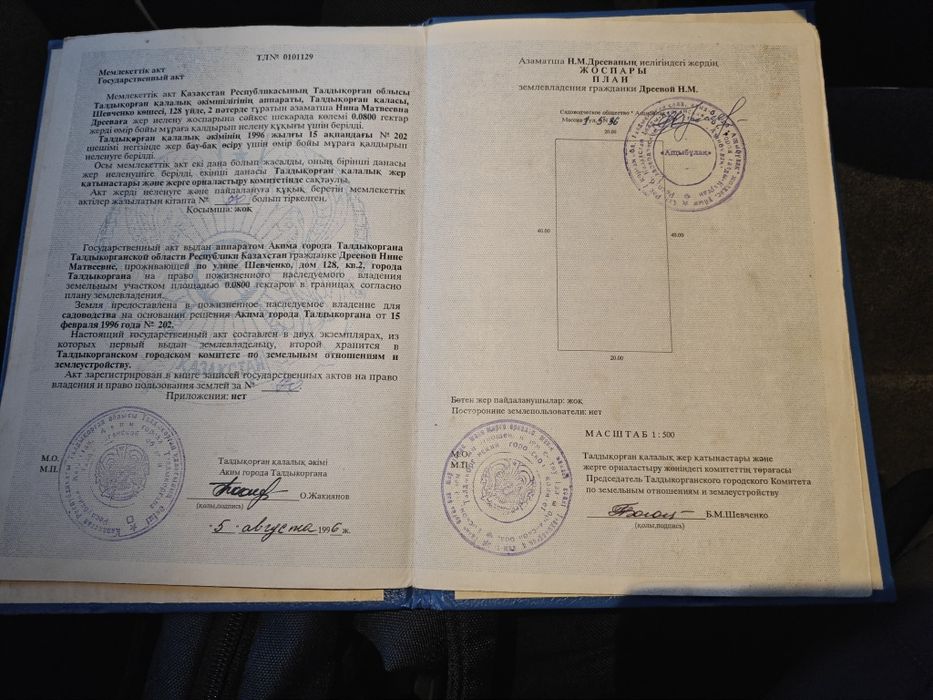 ТЛ№ 0101129
Мемлекеттік акт
Государственный акт
Мемлекеттік акт Қазақстан Республикасының Талдықорған облысы
Талдықорған қалалық әкімшілігінің аппараты, Талдықорған қаласы,
Шевченко көшесі, 128 үйде, 2 пәтерде тұратын азаматша Нина Матвеевна
Дрееваға жер иелену жоспарына сәйкес шекарада көлемі 0.0800 гектар
жерді өмір бойы мұраға қалдырып иелену құқығы үшін берілді.
Талдықорған қалалық әкімінің 1996 жылғы 15 ақпандағы № 202
шешімі негізінде жер бау-бақ өсіру үшін өмір бойы мұраға қалдырып
иеленуге берілді.
Осы мемлекеттік акт екі дана болып жасалды, оның бірінші данасы
жер иеленушіге берілді, екінші данасы Талдықорған қалалық жер
қатынастары және жерге орналастыру комитетінде сақтаулы.
Акт жерді иеленуге және пайдалануға құқық беретін мемлекеттік
актілер жазылатын кітапта № болып тіркелген.
Қосымша: жоқ
Государственный акт выдан аппаратом Акима города Талдыкоргана
Талдыкорганской области Республики Казахстан гражданке Дреевой Нине
Матвеевне, проживающей по улице Шевченко, дом 128, кв.2, города
Талдыкоргана на право пожизненного наследуемого владения
земельным участком площадью 0.0800 гектаров в границах согласно
плану землевладения.
Земля предоставлена в пожизненное наследуемое владение для
садоводства на основании решения Акима города Талдыкоргана от 15
февраля 1996 года № 202.
Настоящий государственный акт составлен в двух экземплярах, из
которых первый выдан землевладельцу, второй хранится в
Талдыкорганском городском комитете по земельным отношениям и
землеустройству.
Акт зарегистрирован в книге записей государственных актов на право
владения и право пользования землей за №
Приложения: нет
ҚАЗАҚСТАН
М.О.
М.П.
Талдықорған қалалық әкімі
Аким города Талдыкоргана
О.Жакиянов
(қолы,подпись)
" 5 " августа 1996 ж.
Азаматша Н.М.Дрееваның иелігіндегі жердің
ЖОСПАРЫ
ПЛАН
землевладения гражданки Дреевой Н.М.
Садоводческое общество "
«Ащыбұлақ»
40.00
20.00
40.00
20.00
Бөтен жер пайдаланушылар: жоқ
Посторонние землепользователи: нет
МАСШТАБ 1:500
М.О.
М.П.
Талдықорған қалалық жер қатынастары және
жерге орналастыру жөніндегі комитеттің төрағасы
Председатель Талдыкорганского городского Комитета
по земельным отношениям и землеустройству
Б.М.Шевченко
(қолы,подпись)